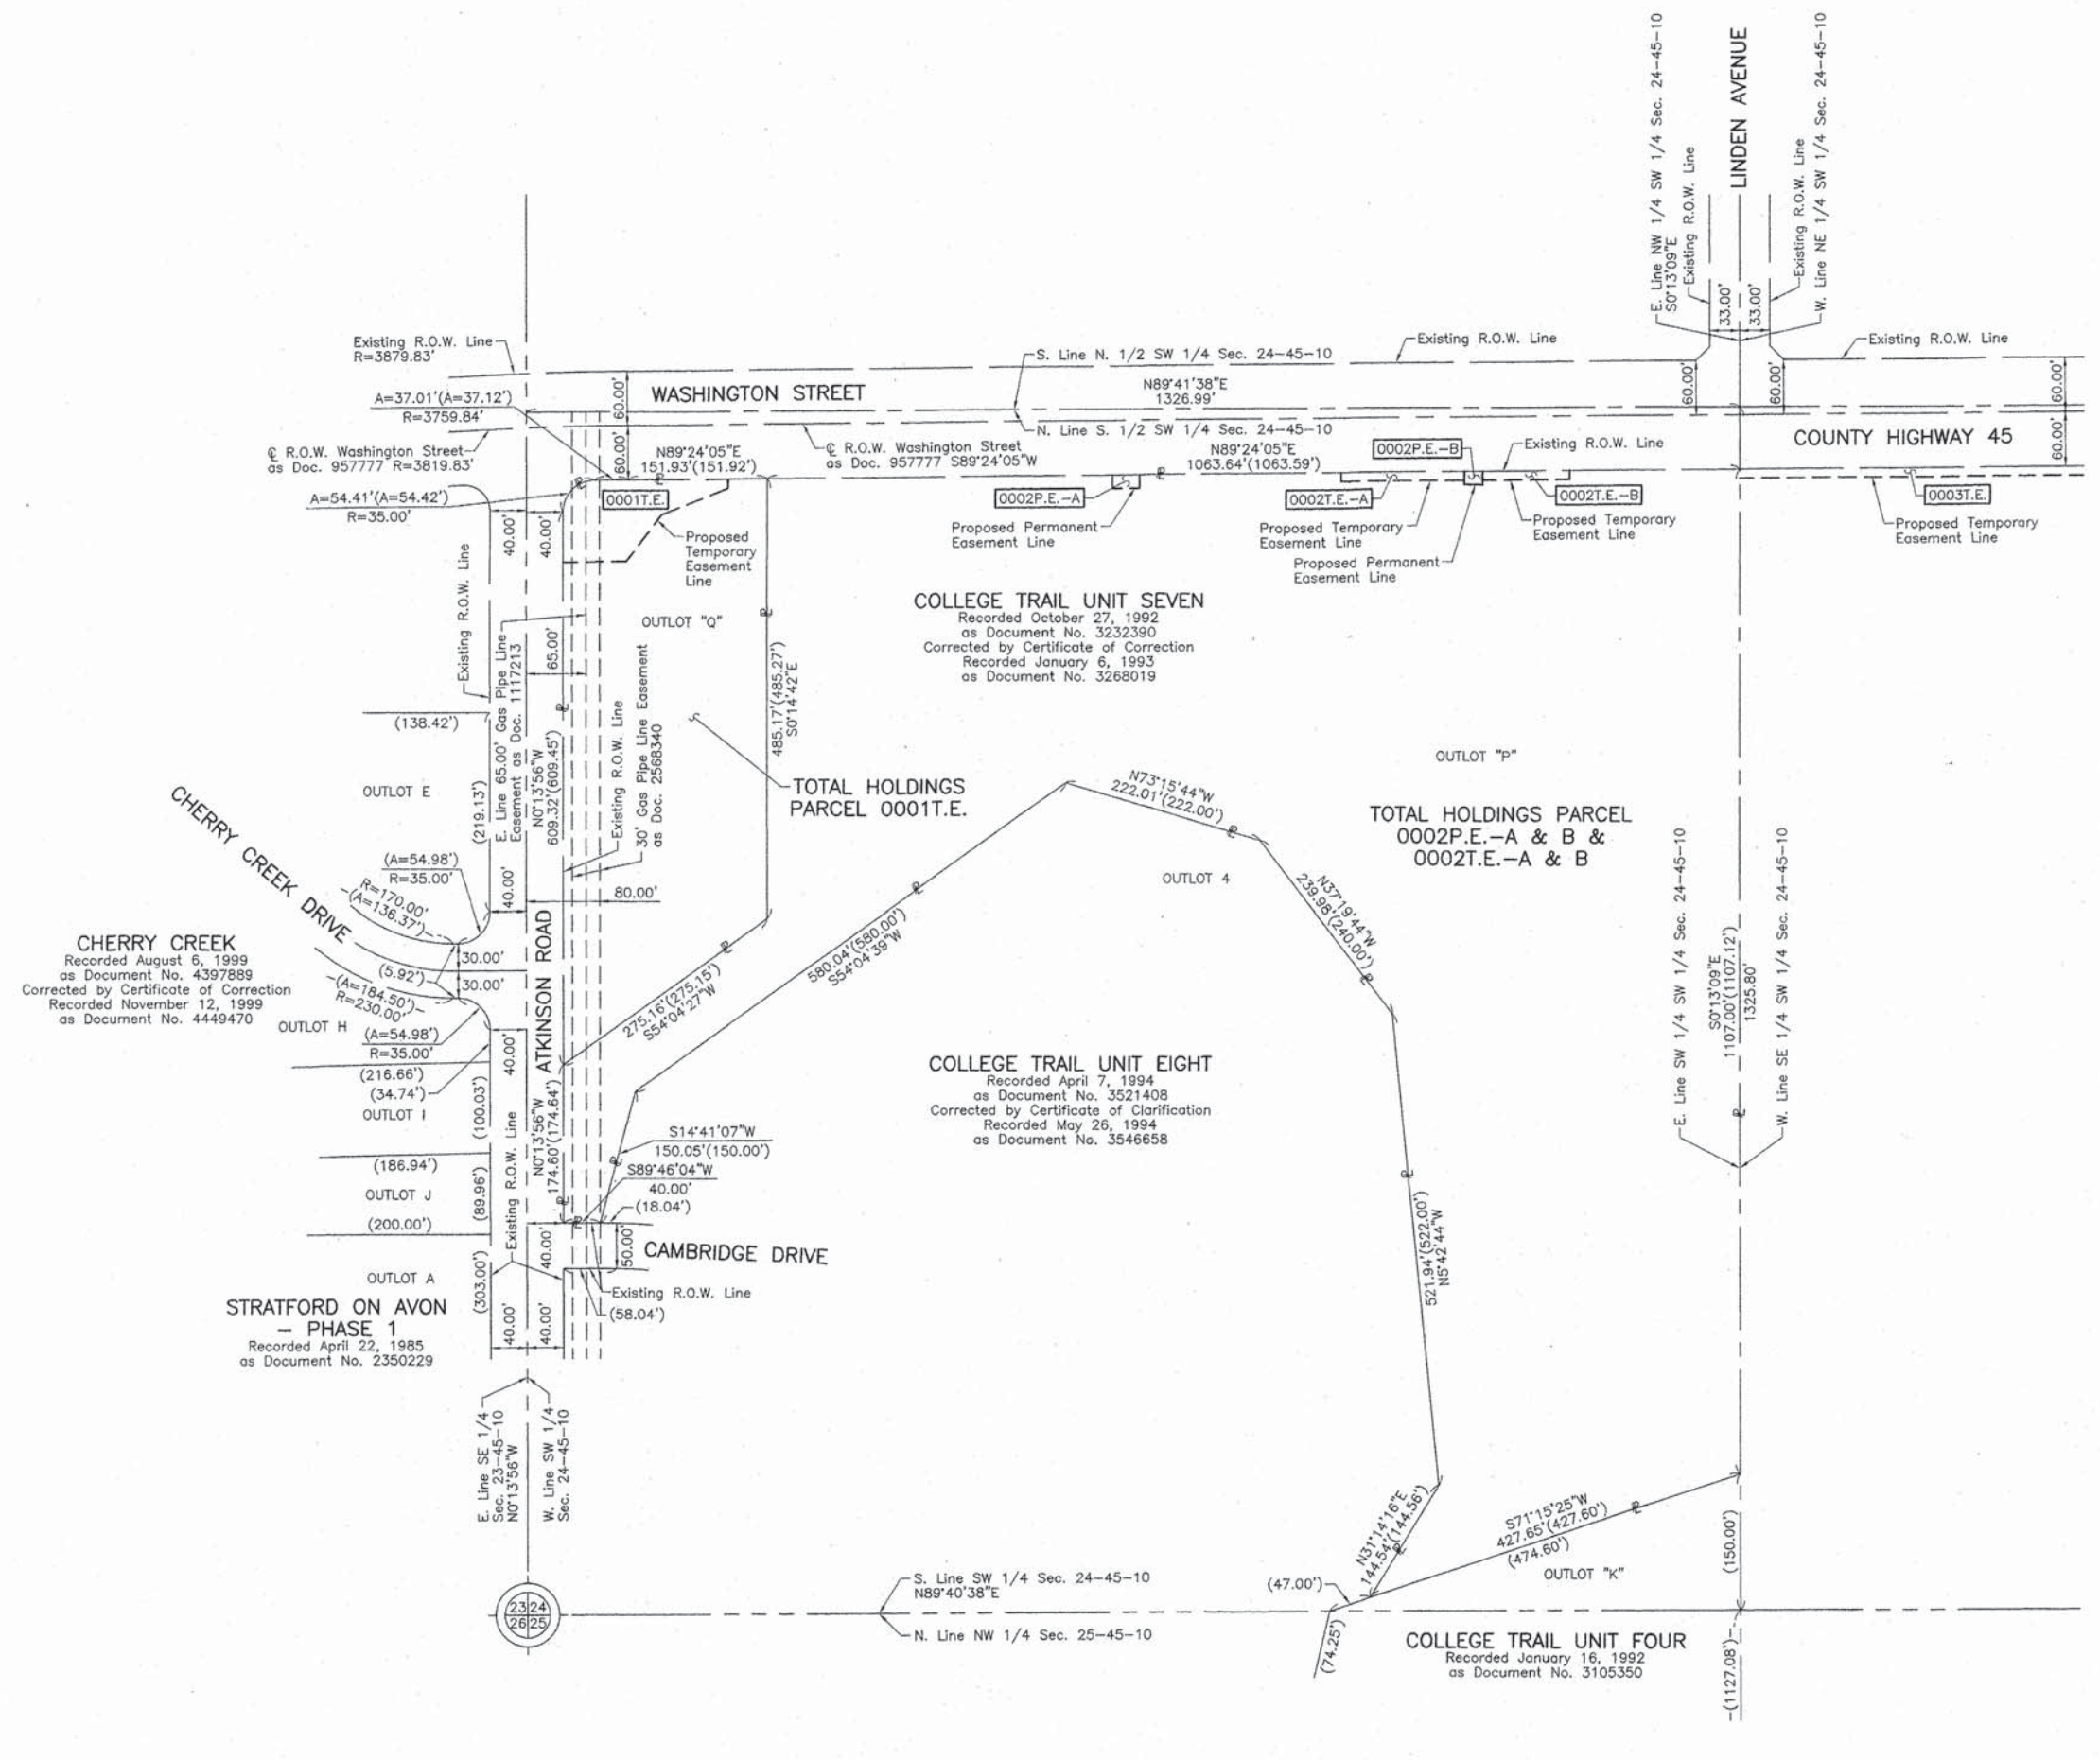 E. Line NW 1/4 SW 1/4 Sec. 24-45-10
S0°13'09"E
Existing R.O.W. Line
LINDEN AVENUE
Existing R.O.W. Line
W. Line NE 1/4 SW 1/4 Sec. 24-45-10
33.00'
33.00'
Existing R.O.W. Line
R=3879.83'
S. Line N. 1/2 SW 1/4 Sec. 24-45-10
Existing R.O.W. Line
Existing R.O.W. Line
A=37.01'(A=37.12')
R=3759.84'
60.00'
WASHINGTON STREET
N89°41'38"E
1326.99'
60.00'
60.00'
60.00'
N. Line S. 1/2 SW 1/4 Sec. 24-45-10
℄ R.O.W. Washington Street
as Doc. 957777 R=3819.83'
60.00'
N89°24'05"E
151.93'(151.92')
℄ R.O.W. Washington Street
as Doc. 957777 S89°24'05"W
N89°24'05"E
1063.64'(1063.59')
0002P.E.-B
Existing R.O.W. Line
COUNTY HIGHWAY 45
60.00'
A=54.41'(A=54.42')
R=35.00'
0001T.E.
0002P.E.-A
0002T.E.-A
0002T.E.-B
0003T.E.
40.00'
40.00'
Proposed
Temporary
Easement
Line
Proposed Permanent
Easement Line
Proposed Temporary
Easement Line
Proposed Temporary
Easement Line
Proposed Temporary
Easement Line
Proposed Permanent
Easement Line
Existing R.O.W. Line
COLLEGE TRAIL UNIT SEVEN
Recorded October 27, 1992
as Document No. 3232390
Corrected by Certificate of Correction
Recorded January 6, 1993
as Document No. 3268019
OUTLOT "Q"
E. Line 65.00' Gas Pipe Line
Easement as Doc. 1117213
65.00'
485.17'(485.27')
S0°14'42"E
(138.42')
Existing R.O.W. Line
30' Gas Pipe Line Easement
as Doc. 2568340
N0°13'56"W
609.32'(609.45')
OUTLOT E
(219.13')
TOTAL HOLDINGS
PARCEL 0001T.E.
OUTLOT "P"
TOTAL HOLDINGS PARCEL
0002P.E.-A & B &
0002T.E.-A & B
N73°15'44"W
222.01'(222.00')
CHERRY CREEK DRIVE
(A=54.98')
R=35.00'
R=170.00'
(A=136.37')
40.00'
80.00'
OUTLOT 4
N37°19'44"W
239.98'(240.00')
CHERRY CREEK
Recorded August 6, 1999
as Document No. 4397889
Corrected by Certificate of Correction
Recorded November 12, 1999
as Document No. 4449470
(5.92')
30.00'
30.00'
(A=184.50')
R=230.00'
ATKINSON ROAD
275.16'(275.15')
S54°04'27"W
580.04'(580.00')
S54°04'39"W
E. Line SW 1/4 SW 1/4 Sec. 24-45-10
S0°13'09"E
1107.00'(1107.12')
1325.80'
W. Line SE 1/4 SW 1/4 Sec. 24-45-10
OUTLOT H
(A=54.98')
R=35.00'
40.00'
(216.66')
(34.74')
OUTLOT I
(100.03')
Existing R.O.W. Line
N0°13'56"W
174.60'(174.64')
COLLEGE TRAIL UNIT EIGHT
Recorded April 7, 1994
as Document No. 3521408
Corrected by Certificate of Clarification
Recorded May 26, 1994
as Document No. 3546658
S14°41'07"W
150.05'(150.00')
S89°46'04"W
40.00'
(18.04')
(186.94')
OUTLOT J
(89.96')
(200.00')
521.94'(522.00')
N5°42'44"W
40.00'
50.00'
CAMBRIDGE DRIVE
OUTLOT A
(303.00')
Existing R.O.W. Line
(58.04')
STRATFORD ON AVON
- PHASE 1
Recorded April 22, 1985
as Document No. 2350229
40.00'
40.00'
E. Line SE 1/4
Sec. 23-45-10
N0°13'56"W
W. Line SW 1/4
Sec. 24-45-10
N31°14'16"E
144.54'(144.56')
S71°15'25"W
427.65'(427.60')
(474.60')
(150.00')
OUTLOT "K"
(47.00')
S. Line SW 1/4 Sec. 24-45-10
N89°40'38"E
23 24
26 25
N. Line NW 1/4 Sec. 25-45-10
(74.25')
COLLEGE TRAIL UNIT FOUR
Recorded January 16, 1992
as Document No. 3105350
(1127.08')